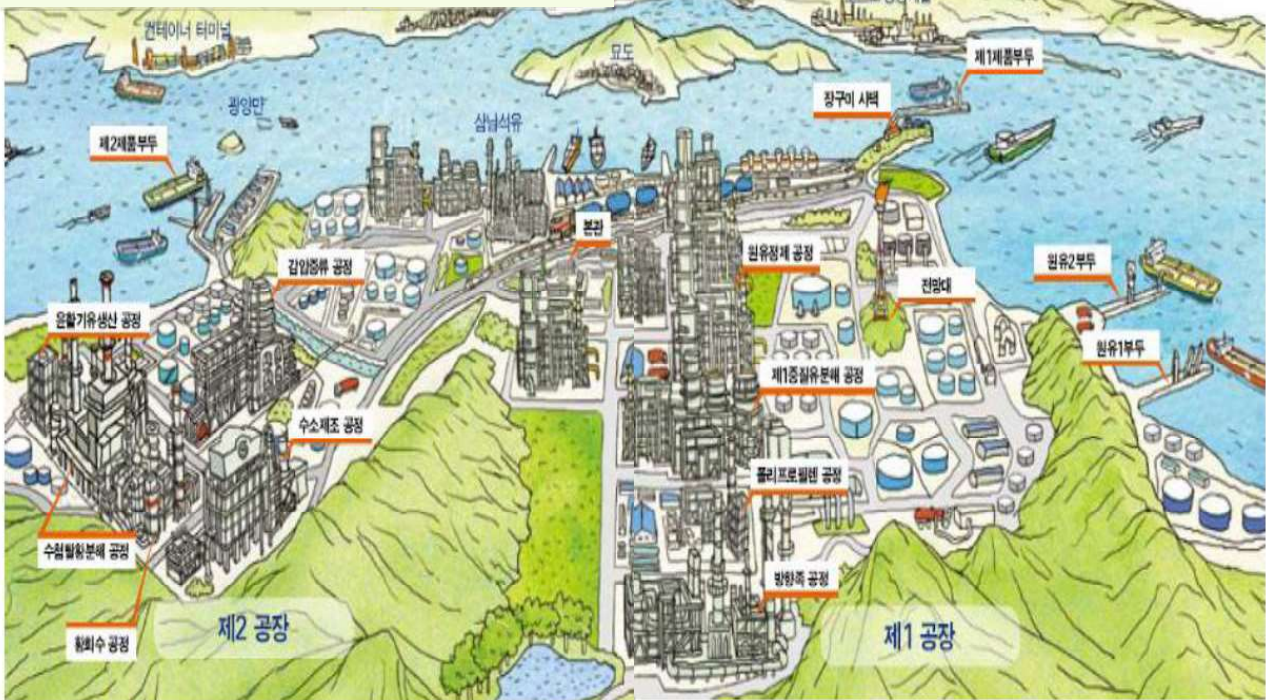 컨테이너 터미널
묘도
제1제품부두
장구미 사택
광양만
삼남석유
제2제품부두
본관
원유정제 공정
원유2부두
감압증류 공정
전망대
윤활기유생산 공정
원유1부두
제1중질유분해 공정
수소제조 공정
폴리프로필렌 공정
수첨탈황분해 공정
방향족 공정
제2 공장
제1 공장
황회수 공정